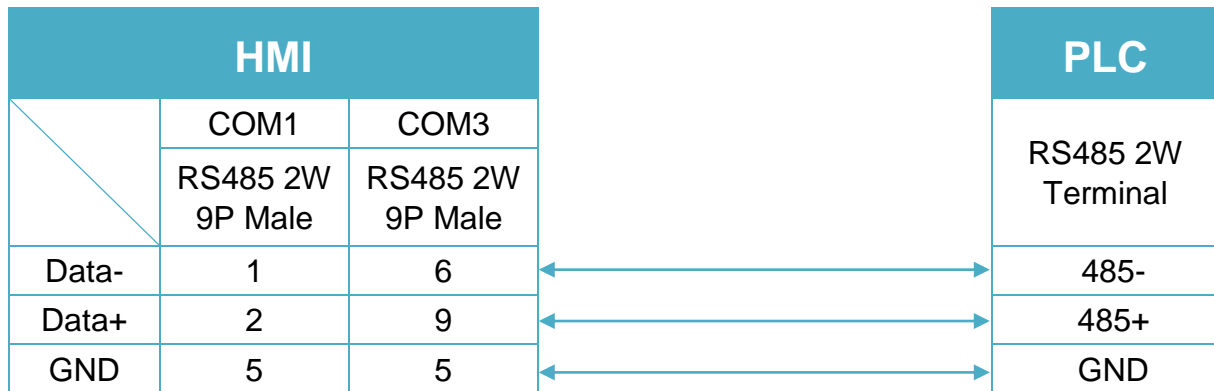 HMI PLC
COM1 COM3
RS485 2W RS485 2W RS485 2W
9P Male 9P Male Terminal
Data- 1 6 485-
Data+ 2 9 485+
GND 5 5 GND